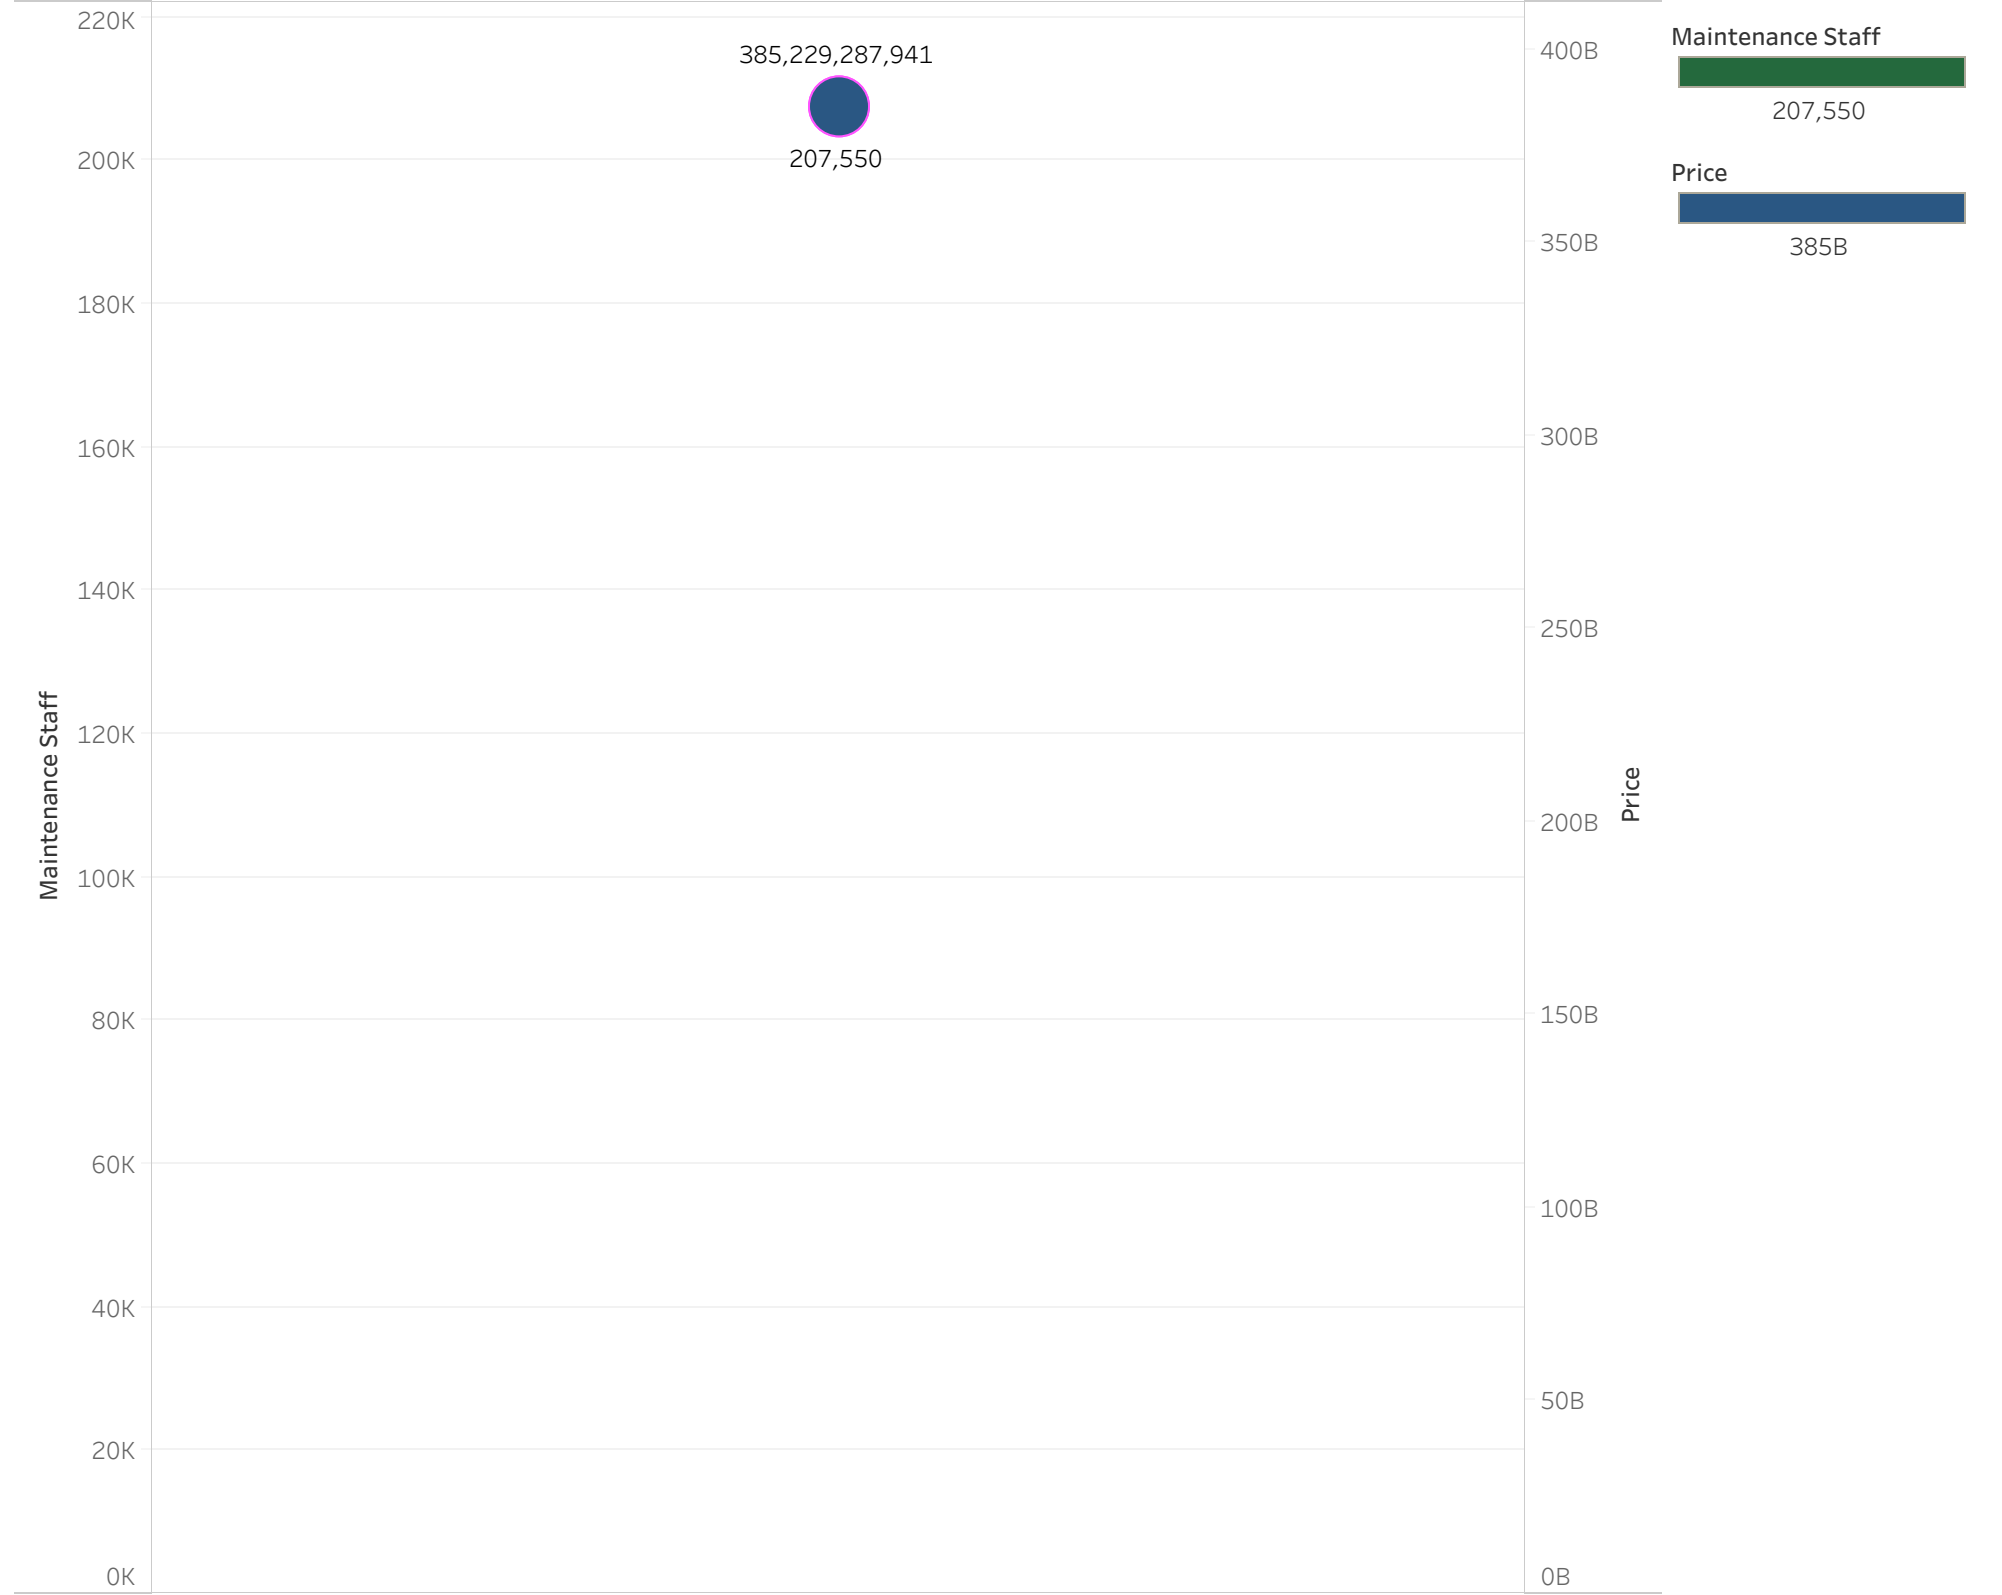 220K
200K
180K
160K
140K
120K
100K
80K
60K
40K
20K
0K
Maintenance Staff
385,229,287,941
207,550
400B
350B
300B
250B
200B
150B
100B
50B
0B
Price
Maintenance Staff
207,550
Price
385B